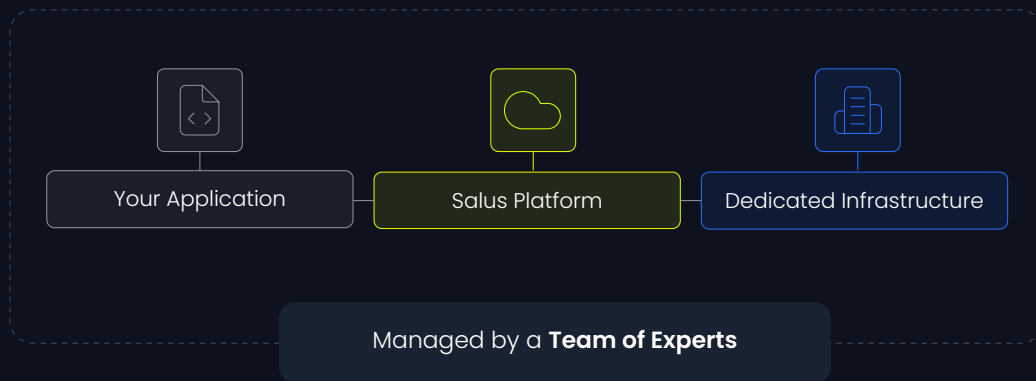 Your Application
Salus Platform
Dedicated Infrastructure
Managed by a Team of Experts